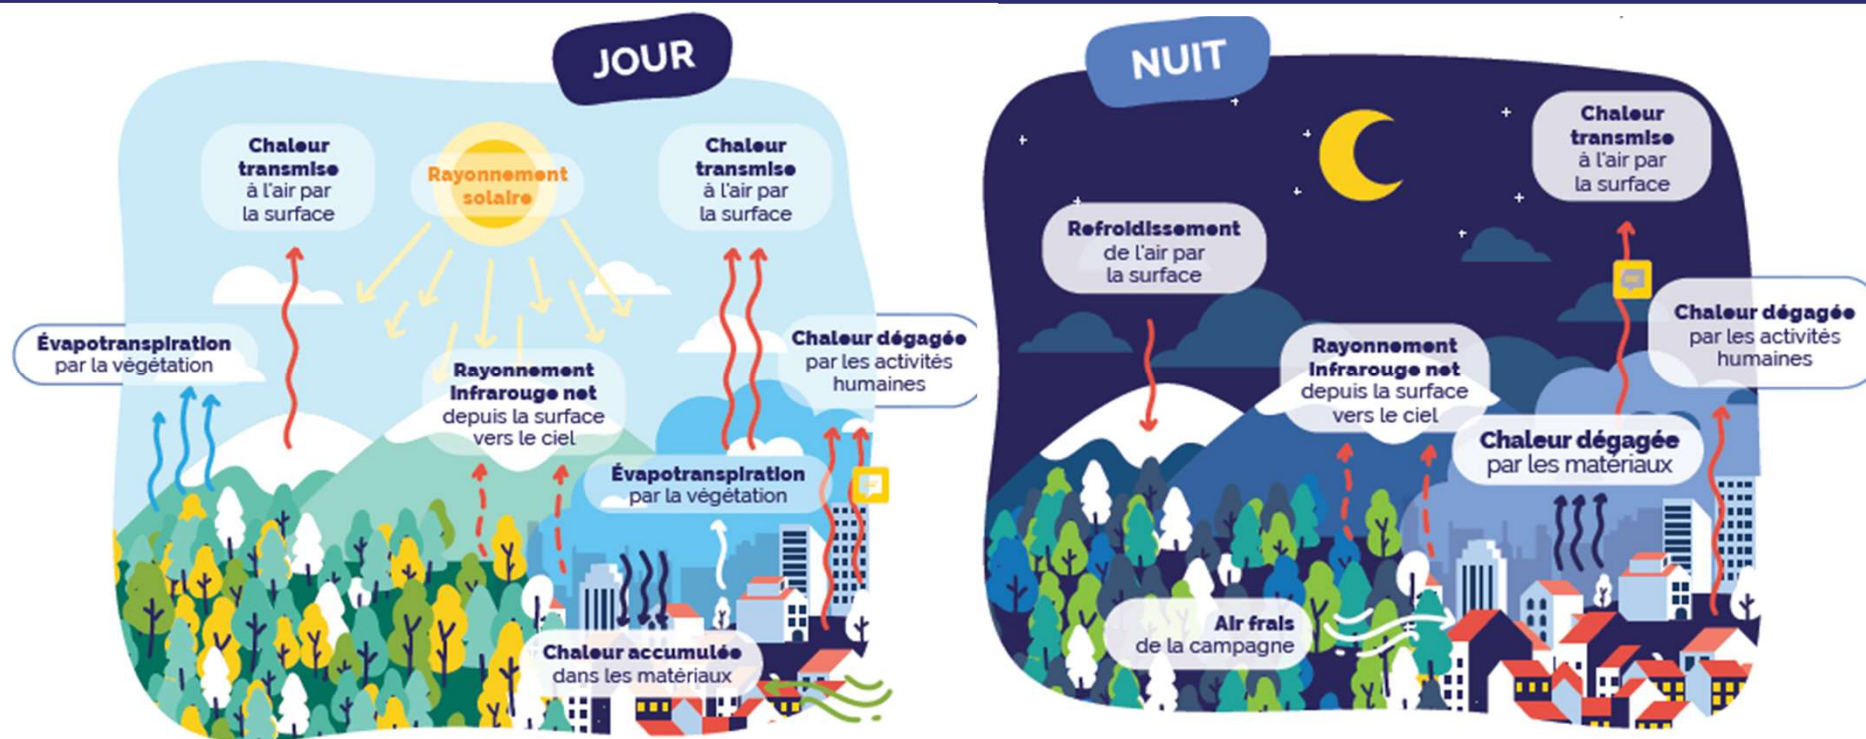 JOUR
Chaleur
transmise
à l'air par
la surface
Rayonnement
solaire
Chaleur
transmise
à l'air par
la surface
Évapotranspiration
par la végétation
Rayonnement
Infrarouge net
depuis la surface
vers le ciel
Chaleur dégagée
par les activités
humaines
Évapotranspiration
par la végétation
Chaleur accumulée
dans les matériaux
NUIT
Chaleur
transmise
à l'air par
la surface
Refroidissement
de l'air par
la surface
Rayonnement
Infrarouge net
depuis la surface
vers le ciel
Chaleur dégagée
par les activités
humaines
Chaleur dégagée
par les matériaux
Air frais
de la campagne